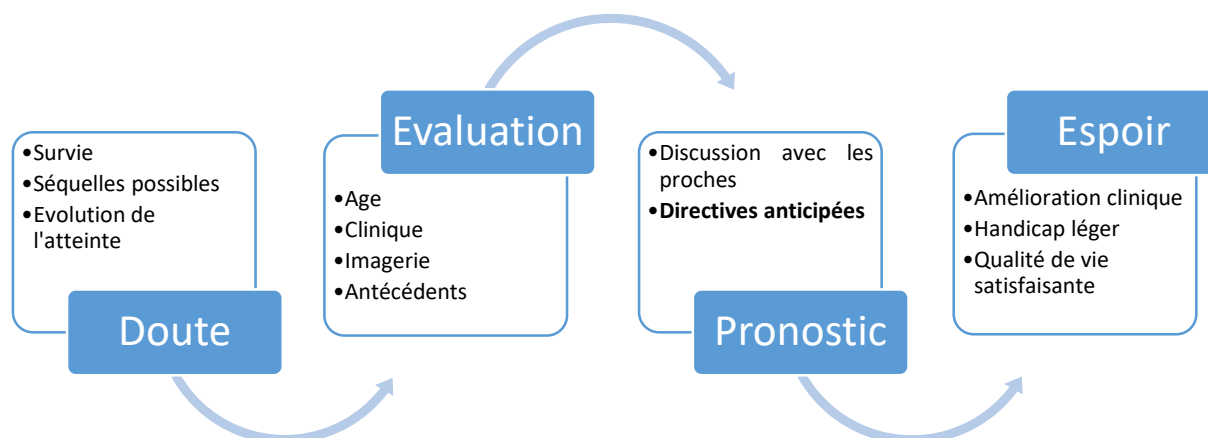 •Survie
•Séquelles possibles
•Evolution de
l'atteinte
Doute
Evaluation
•Age
•Clinique
•Imagerie
•Antécédents
•Discussion avec les
proches
•Directives anticipées
Pronostic
Espoir
•Amélioration clinique
•Handicap léger
•Qualité de vie
satisfaisante